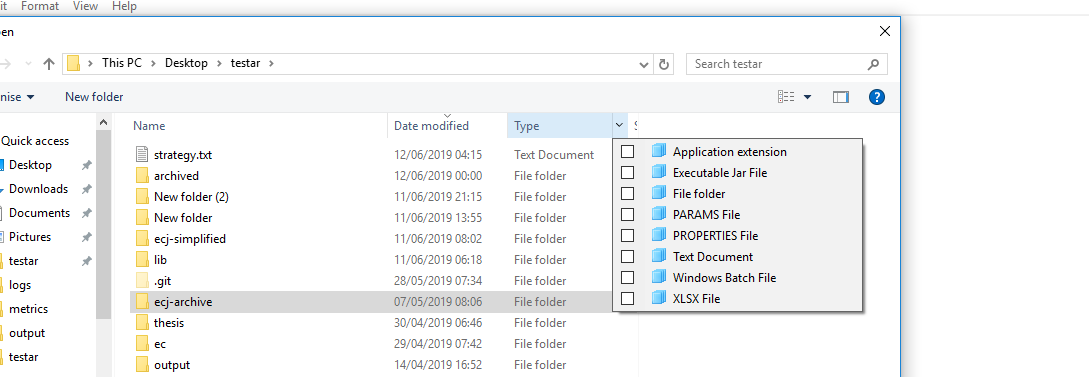 it Format View Help
en
This PC Desktop testar Search testar
nise New folder
Name Date modified Type S
Quick access
Desktop
Downloads
Documents
Pictures
testar
logs
metrics
output
testar
strategy.txt 12/06/2019 04:15 Text Document
archived 12/06/2019 00:00 File folder
New folder (2) 11/06/2019 21:15 File folder
New folder 11/06/2019 13:55 File folder
ecj-simplified 11/06/2019 08:02 File folder
lib 11/06/2019 06:18 File folder
.git 28/05/2019 07:34 File folder
ecj-archive 07/05/2019 08:06 File folder
thesis 30/04/2019 06:46 File folder
ec 29/04/2019 07:42 File folder
output 14/04/2019 16:52 File folder
Application extension
Executable Jar File
File folder
PARAMS File
PROPERTIES File
Text Document
Windows Batch File
XLSX File